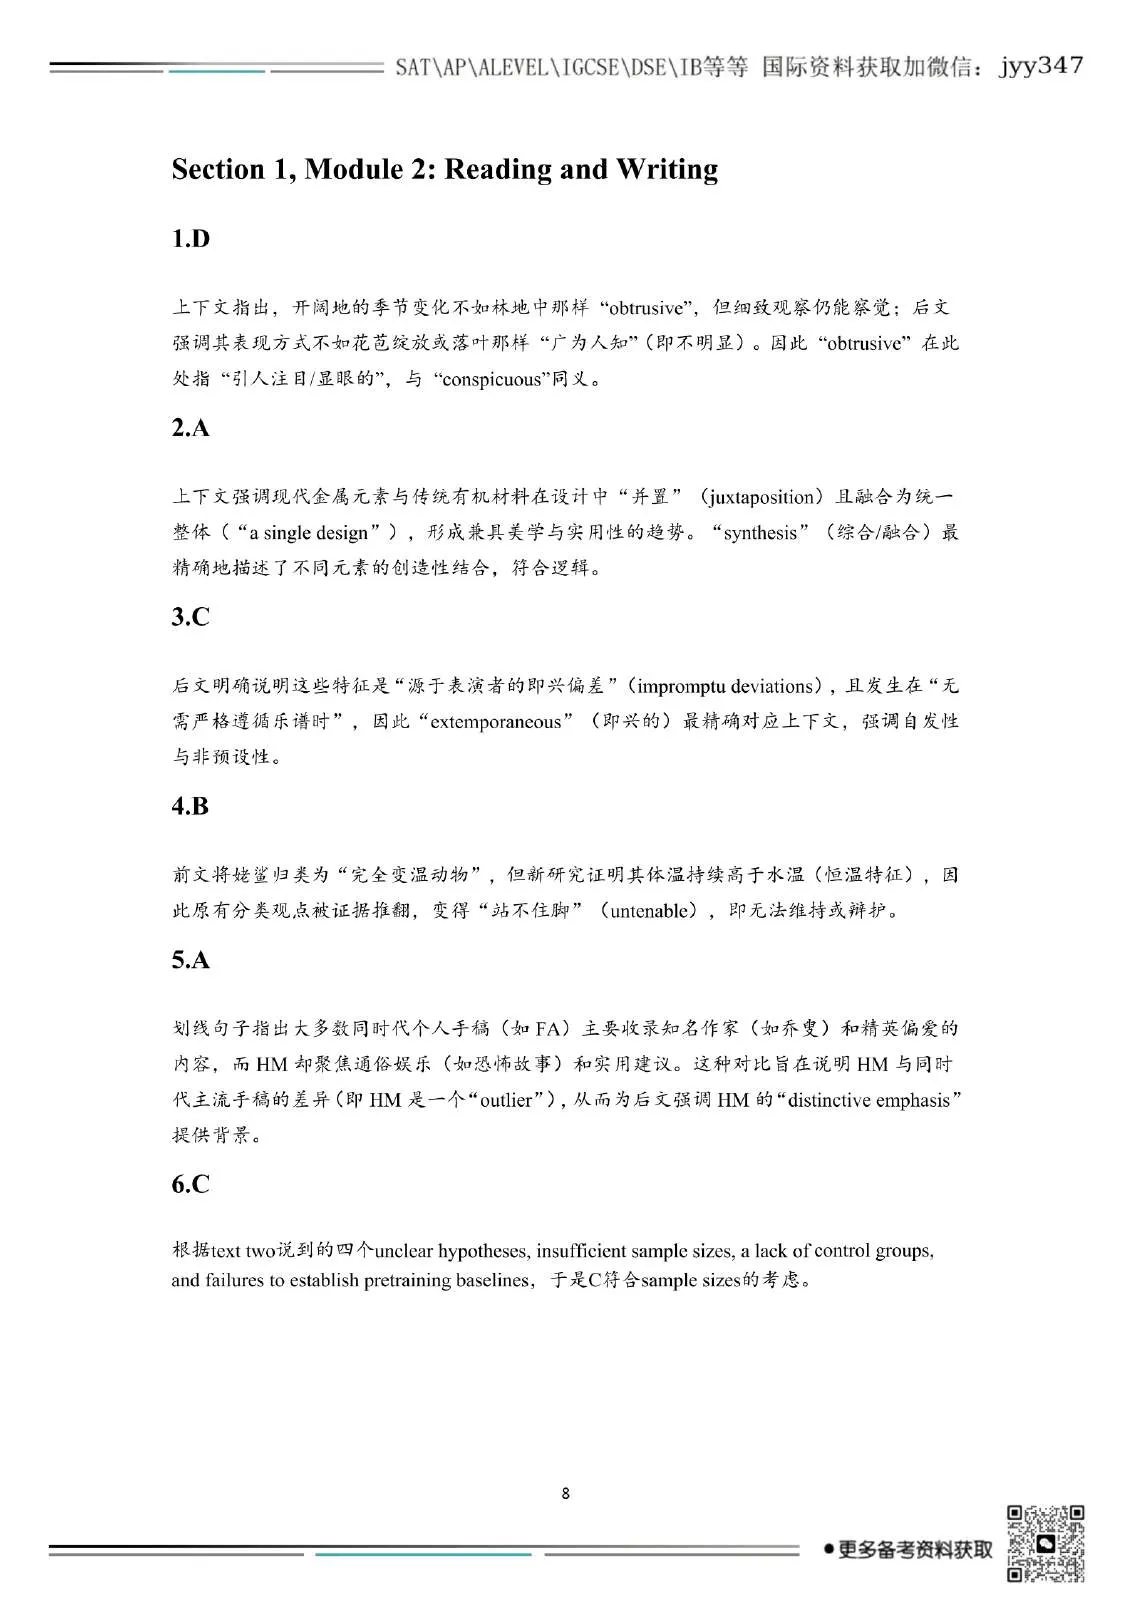 SAT\AP\ALEVEL\IGCSE\DSE\IB等等 国际资料获取加微信：jyy347
Section 1, Module 2: Reading and Writing
1.D
上下文指出，开阔地的季节变化不如林地中那样 “obtrusive”，但细致观察仍能察觉；后文
强调其表现方式不如花苞绽放或落叶那样 “广为人知”（即不明显）。因此 “obtrusive” 在此
处指 “引人注目/显眼的”，与 “conspicuous”同义。
2.A
上下文强调现代金属元素与传统有机材料在设计中 “并置” （juxtaposition）且融合为统一
整体（ “a single design” ），形成兼具美学与实用性的趋势。 “synthesis” （综合/融合）最
精确地描述了不同元素的创造性结合，符合逻辑。
3.C
后文明确说明这些特征是 “源于表演者的即兴偏差” （impromptu deviations），且发生在 “无
需严格遵循乐谱时” ，因此 “extemporaneous” （即兴的）最精确对应上下文，强调自发性
与非预设性。
4.B
前文将姥鲨归类为 “完全变温动物” ，但新研究证明其体温持续高于水温（恒温特征），因
此原有分类观点被证据推翻，变得 “站不住脚” （untenable），即无法维持或辩护。
5.A
划线句子指出大多数同时代个人手稿（如 FA）主要收录知名作家（如乔叟）和精英偏爱的
内容，而 HM 却聚焦通俗娱乐（如恐怖故事）和实用建议。这种对比旨在说明 HM 与同时
代主流手稿的差异（即 HM 是一个“outlier”），从而为后文强调 HM 的“distinctive emphasis”
提供背景。
6.C
根据text two说到的四个unclear hypotheses, insufficient sample sizes, a lack of control groups,
and failures to establish pretraining baselines，于是C符合sample sizes的考虑。
8
●更多备考资料获取